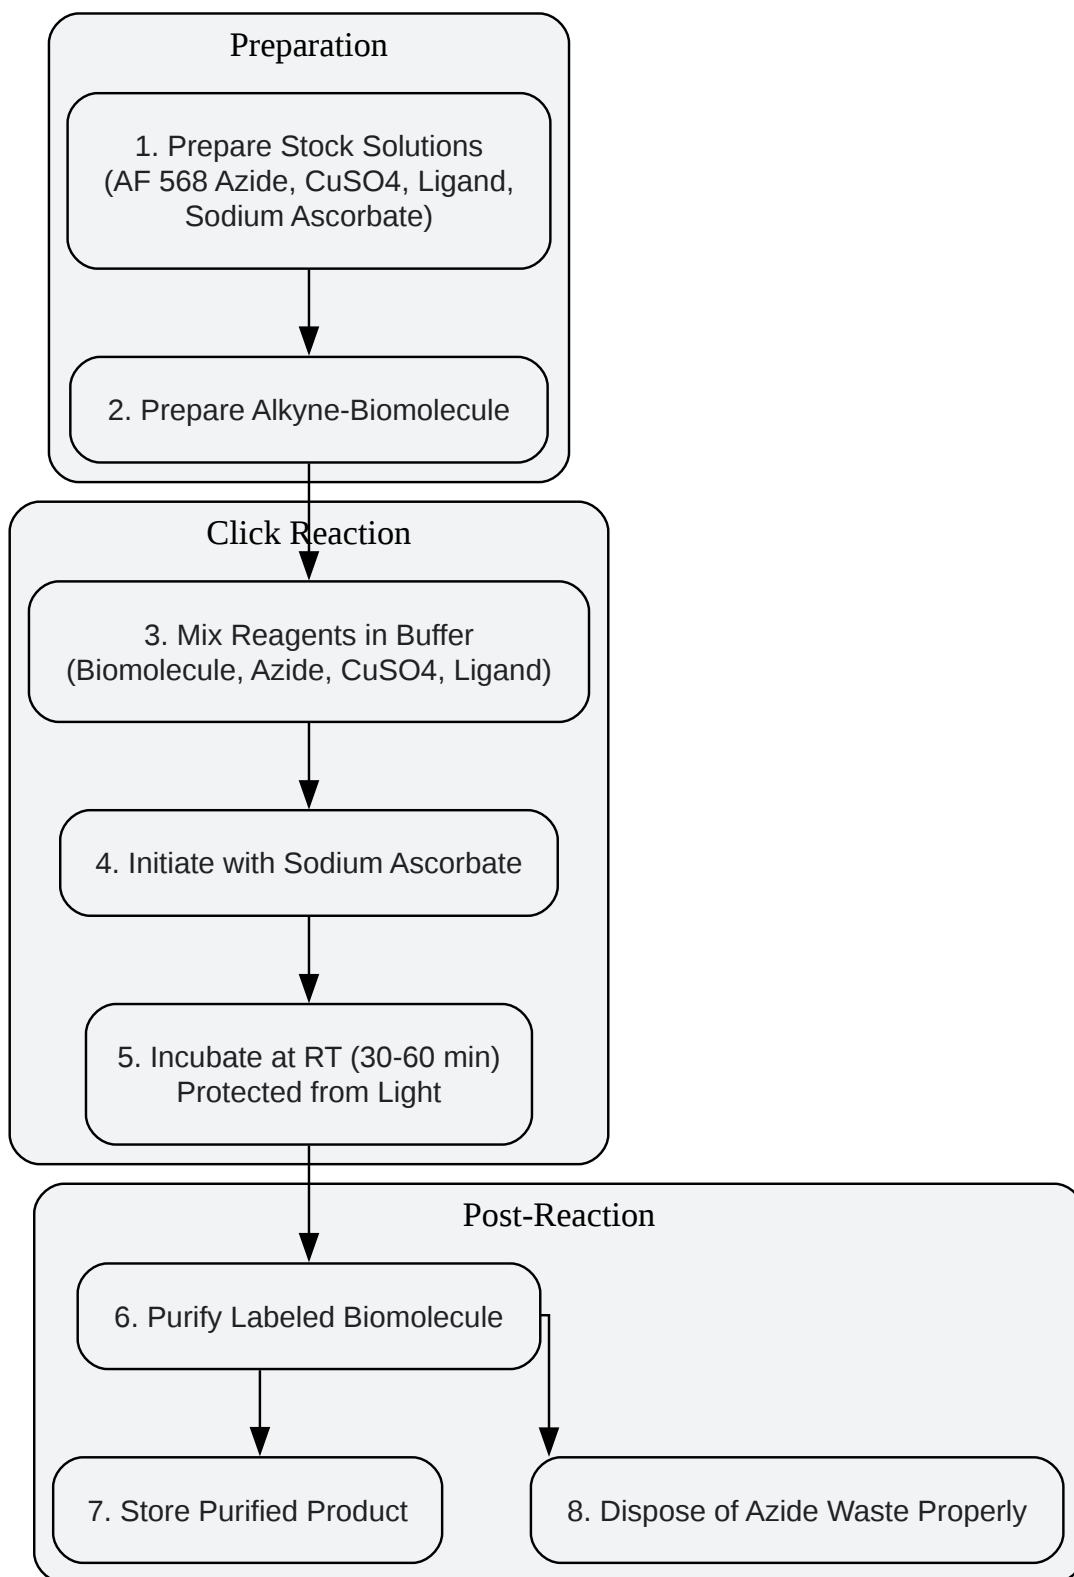 Preparation
1. Prepare Stock Solutions
(AF 568 Azide, CuSO4, Ligand,
Sodium Ascorbate)
2. Prepare Alkyne-Biomolecule
Click Reaction
3. Mix Reagents in Buffer
(Biomolecule, Azide, CuSO4, Ligand)
4. Initiate with Sodium Ascorbate
5. Incubate at RT (30-60 min)
Protected from Light
Post-Reaction
6. Purify Labeled Biomolecule
7. Store Purified Product
8. Dispose of Azide Waste Properly